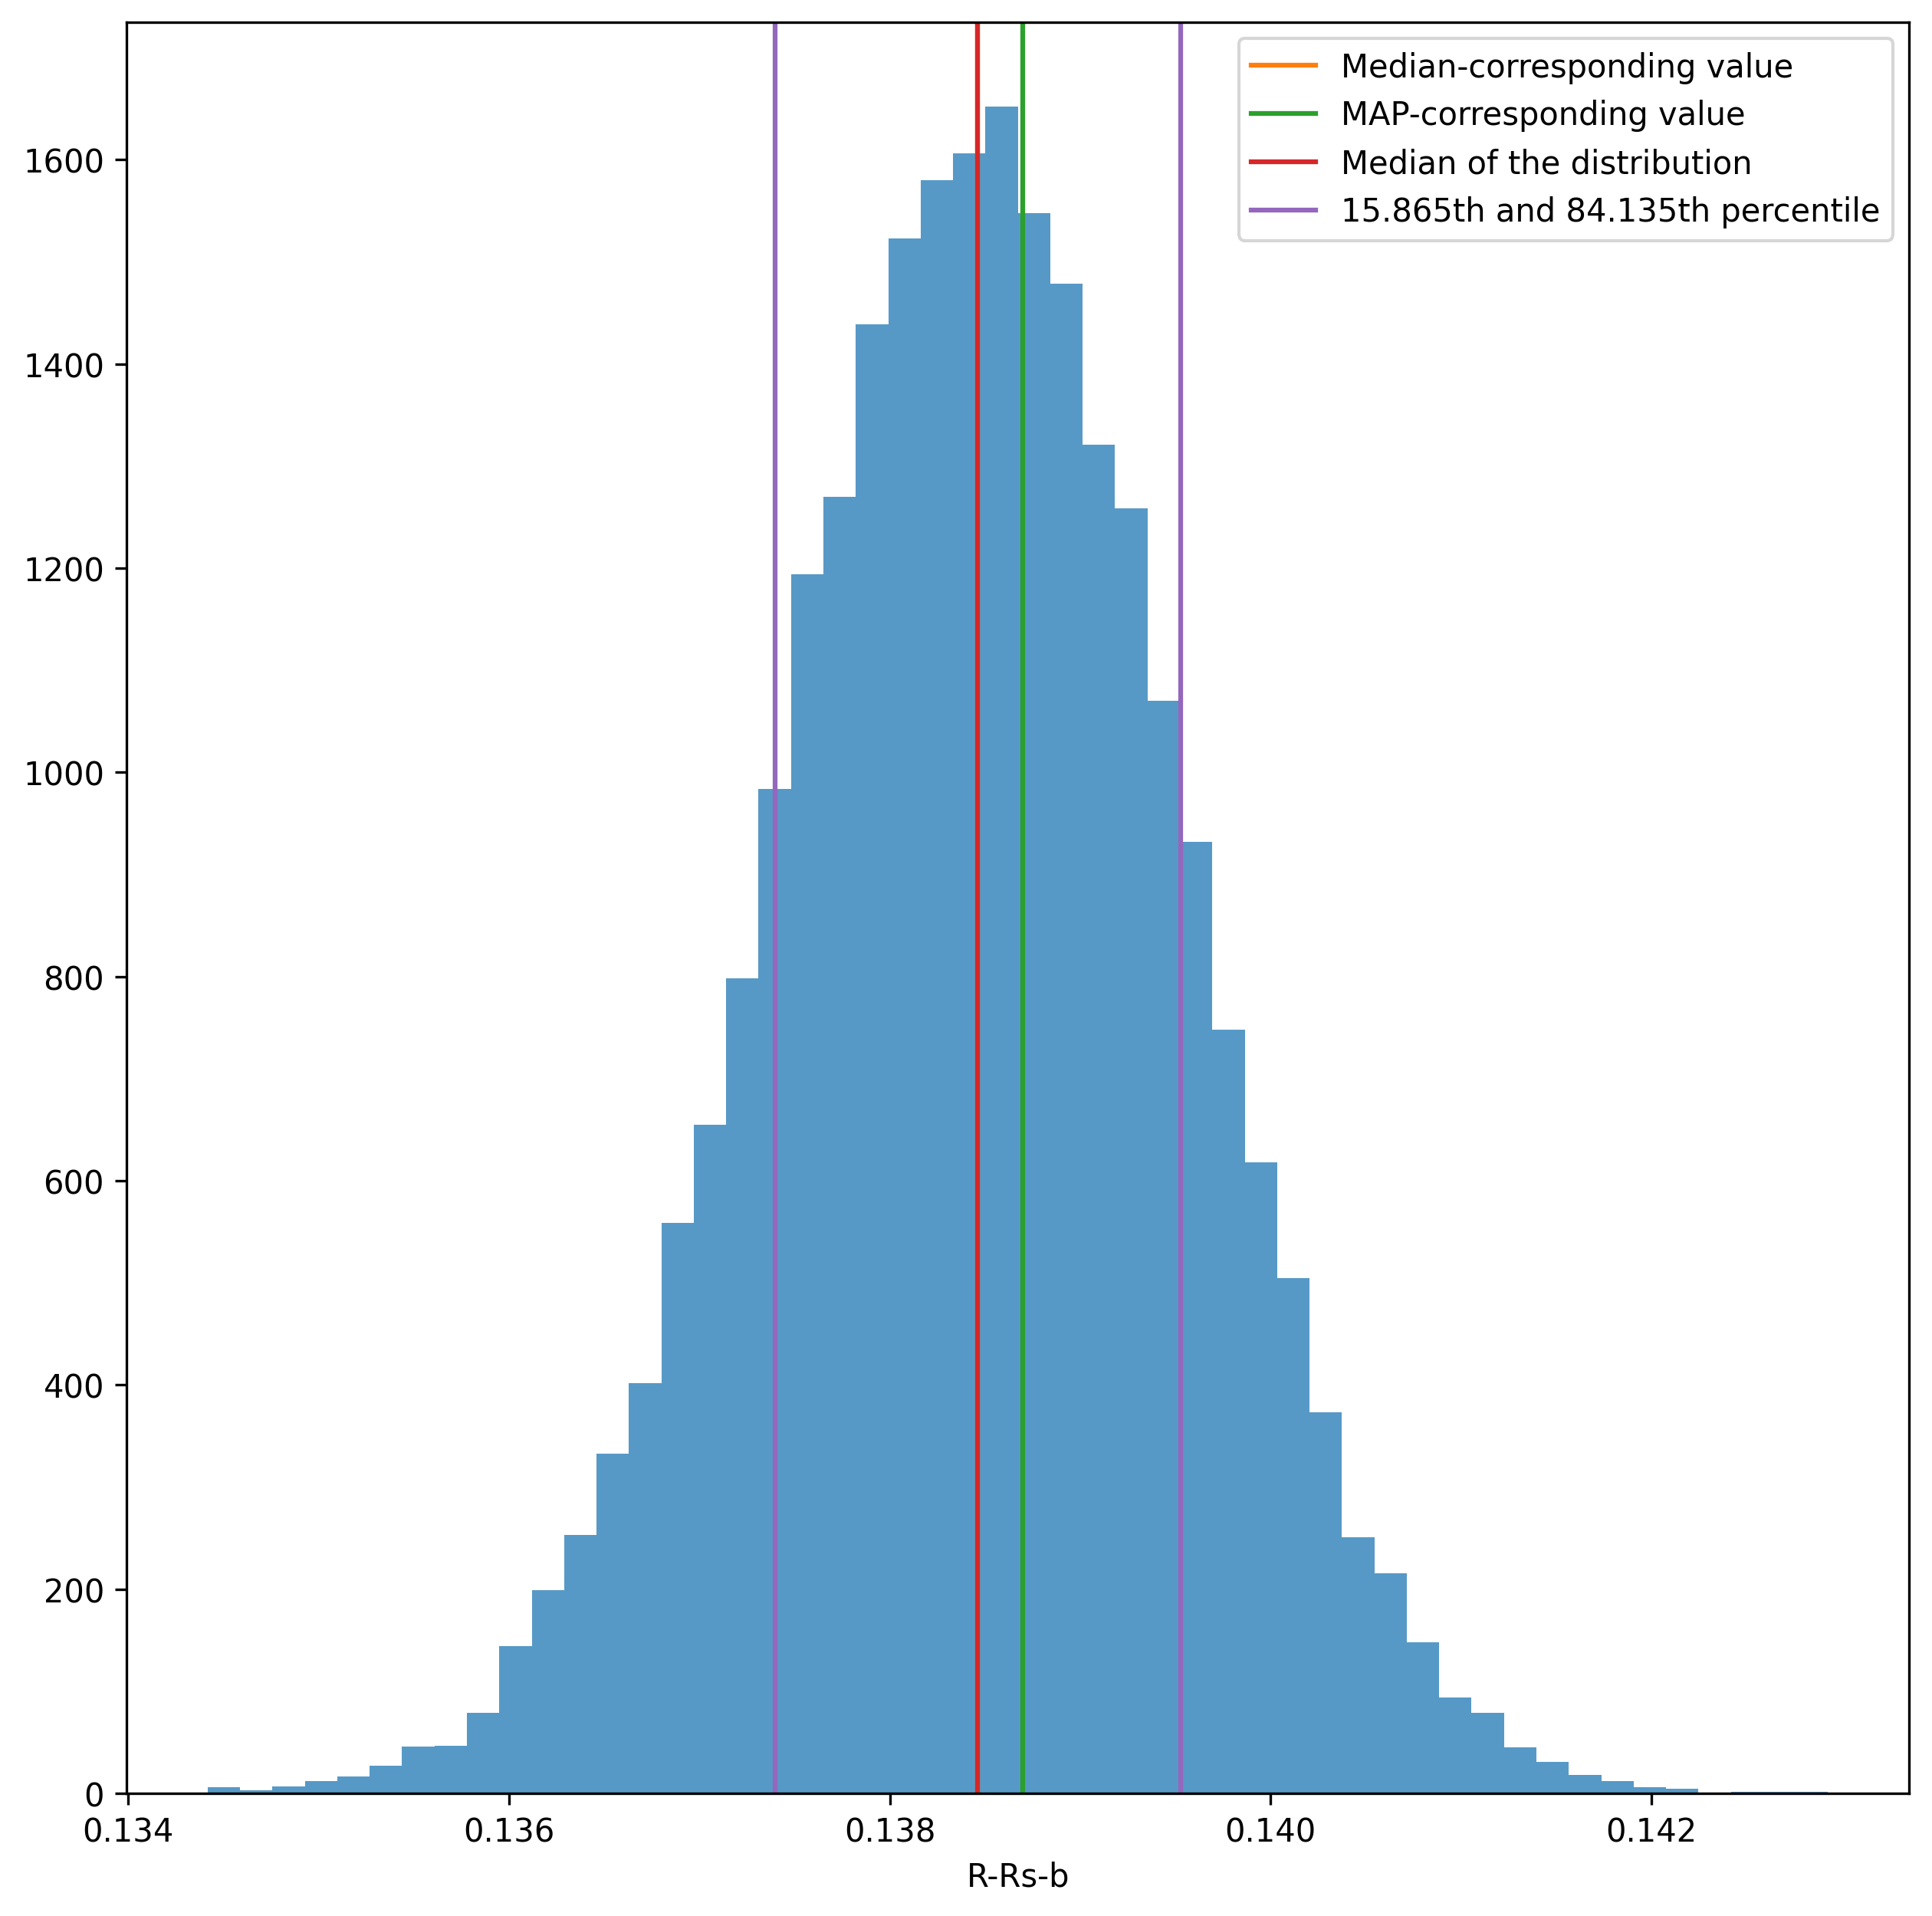 Median-corresponding value
MAP-corresponding value
Median of the distribution
15.865th and 84.135th percentile
1600
1400
1200
1000
800
600
400
200
0
0.134 0.136 0.138 0.140 0.142
R-Rs-b